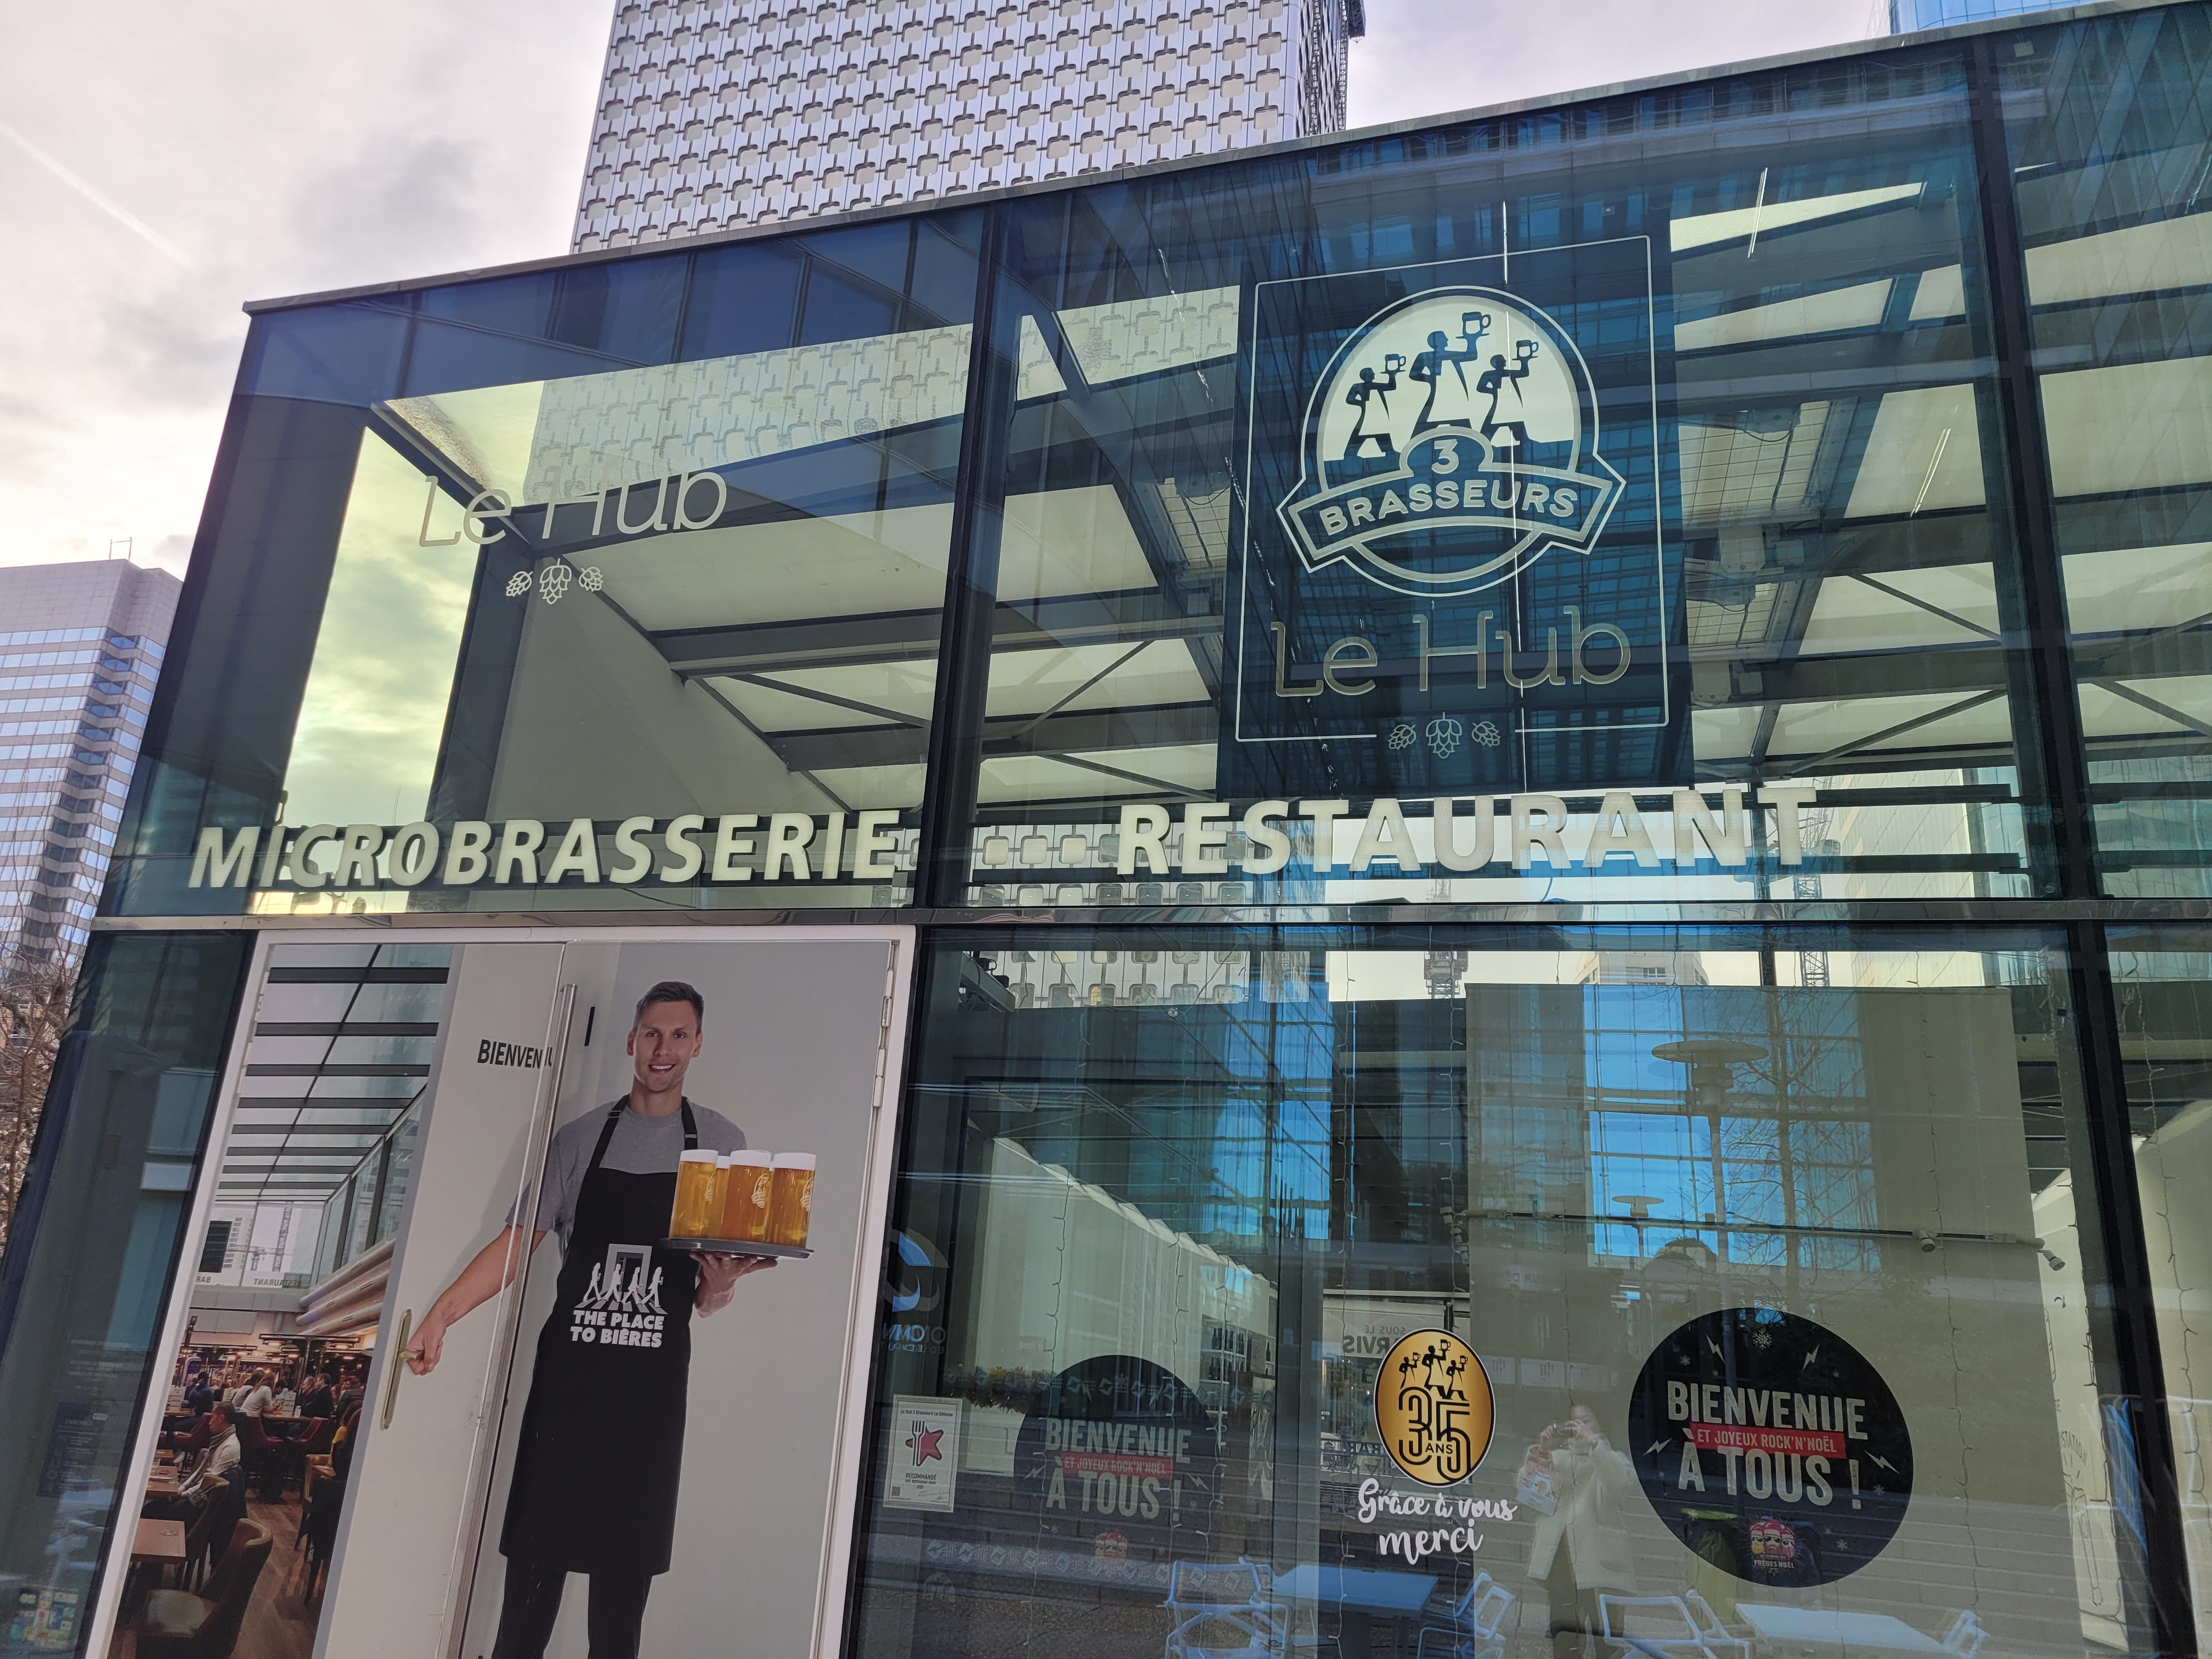 Le Hub
3
BRASSEURS
Le Hub
MICROBRASSERIE
RESTAURANT
BIENVENU
THE PLACE
TO BIÈRES
RECOMMANDÉ
BIENVENUE
ET JOYEUX ROCK'N'NOËL
À TOUS !
35
ANS
Grâce à vous
merci
BIENVENUE
ET JOYEUX ROCK'N'NOËL
À TOUS !